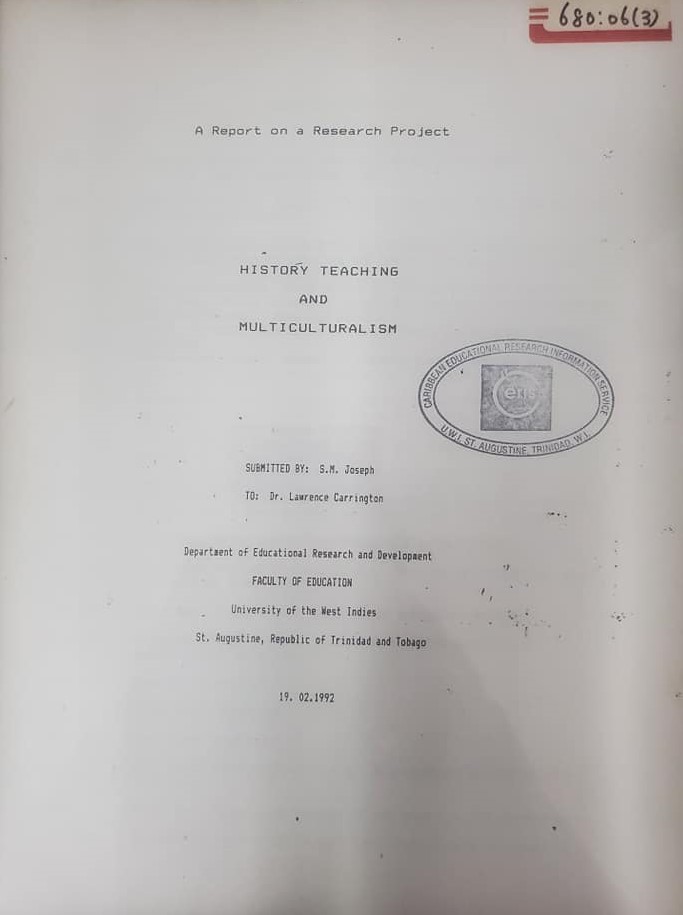 680:06(3)
A Report on a Research Project
HISTORY TEACHING
AND
MULTICULTURALISM
CARIBBEAN EDUCATIONAL RESEARCH INFORMATION SERVICE
eris
U.W.I. ST. AUGUSTINE, TRINIDAD, W.I.
SUBMITTED BY: S.M. Joseph
TO: Dr. Lawrence Carrington
Department of Educational Research and Development
FACULTY OF EDUCATION
University of the West Indies
St. Augustine, Republic of Trinidad and Tobago
19. 02.1992